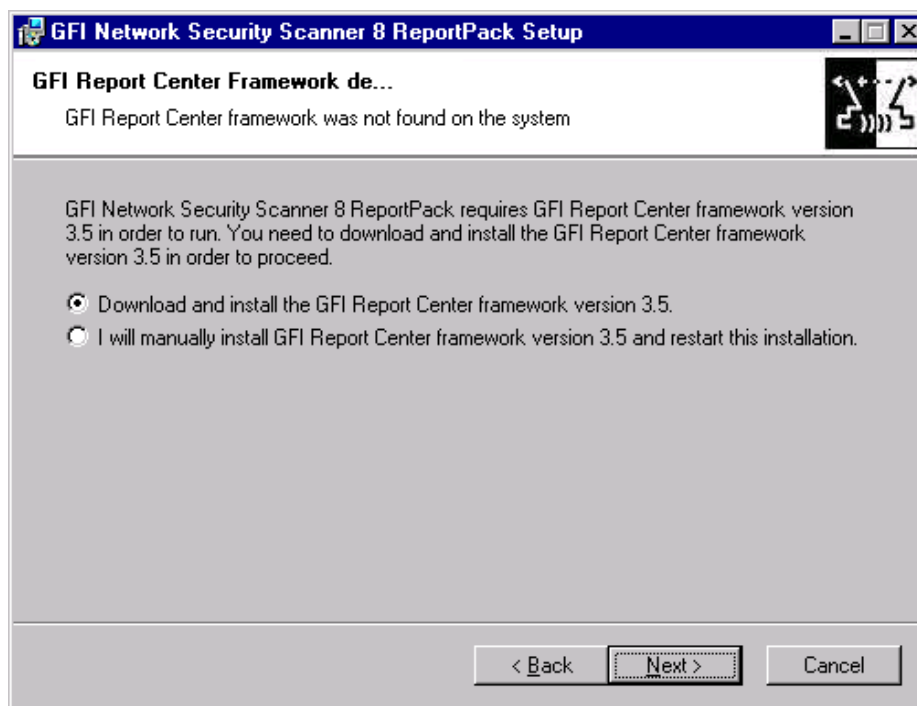 GFI Network Security Scanner 8 ReportPack Setup
GFI Report Center Framework de...
GFI Report Center framework was not found on the system
GFI Network Security Scanner 8 ReportPack requires GFI Report Center framework version
3.5 in order to run. You need to download and install the GFI Report Center framework
version 3.5 in order to proceed.
Download and install the GFI Report Center framework version 3.5.
I will manually install GFI Report Center framework version 3.5 and restart this installation.
< Back
Next >
Cancel